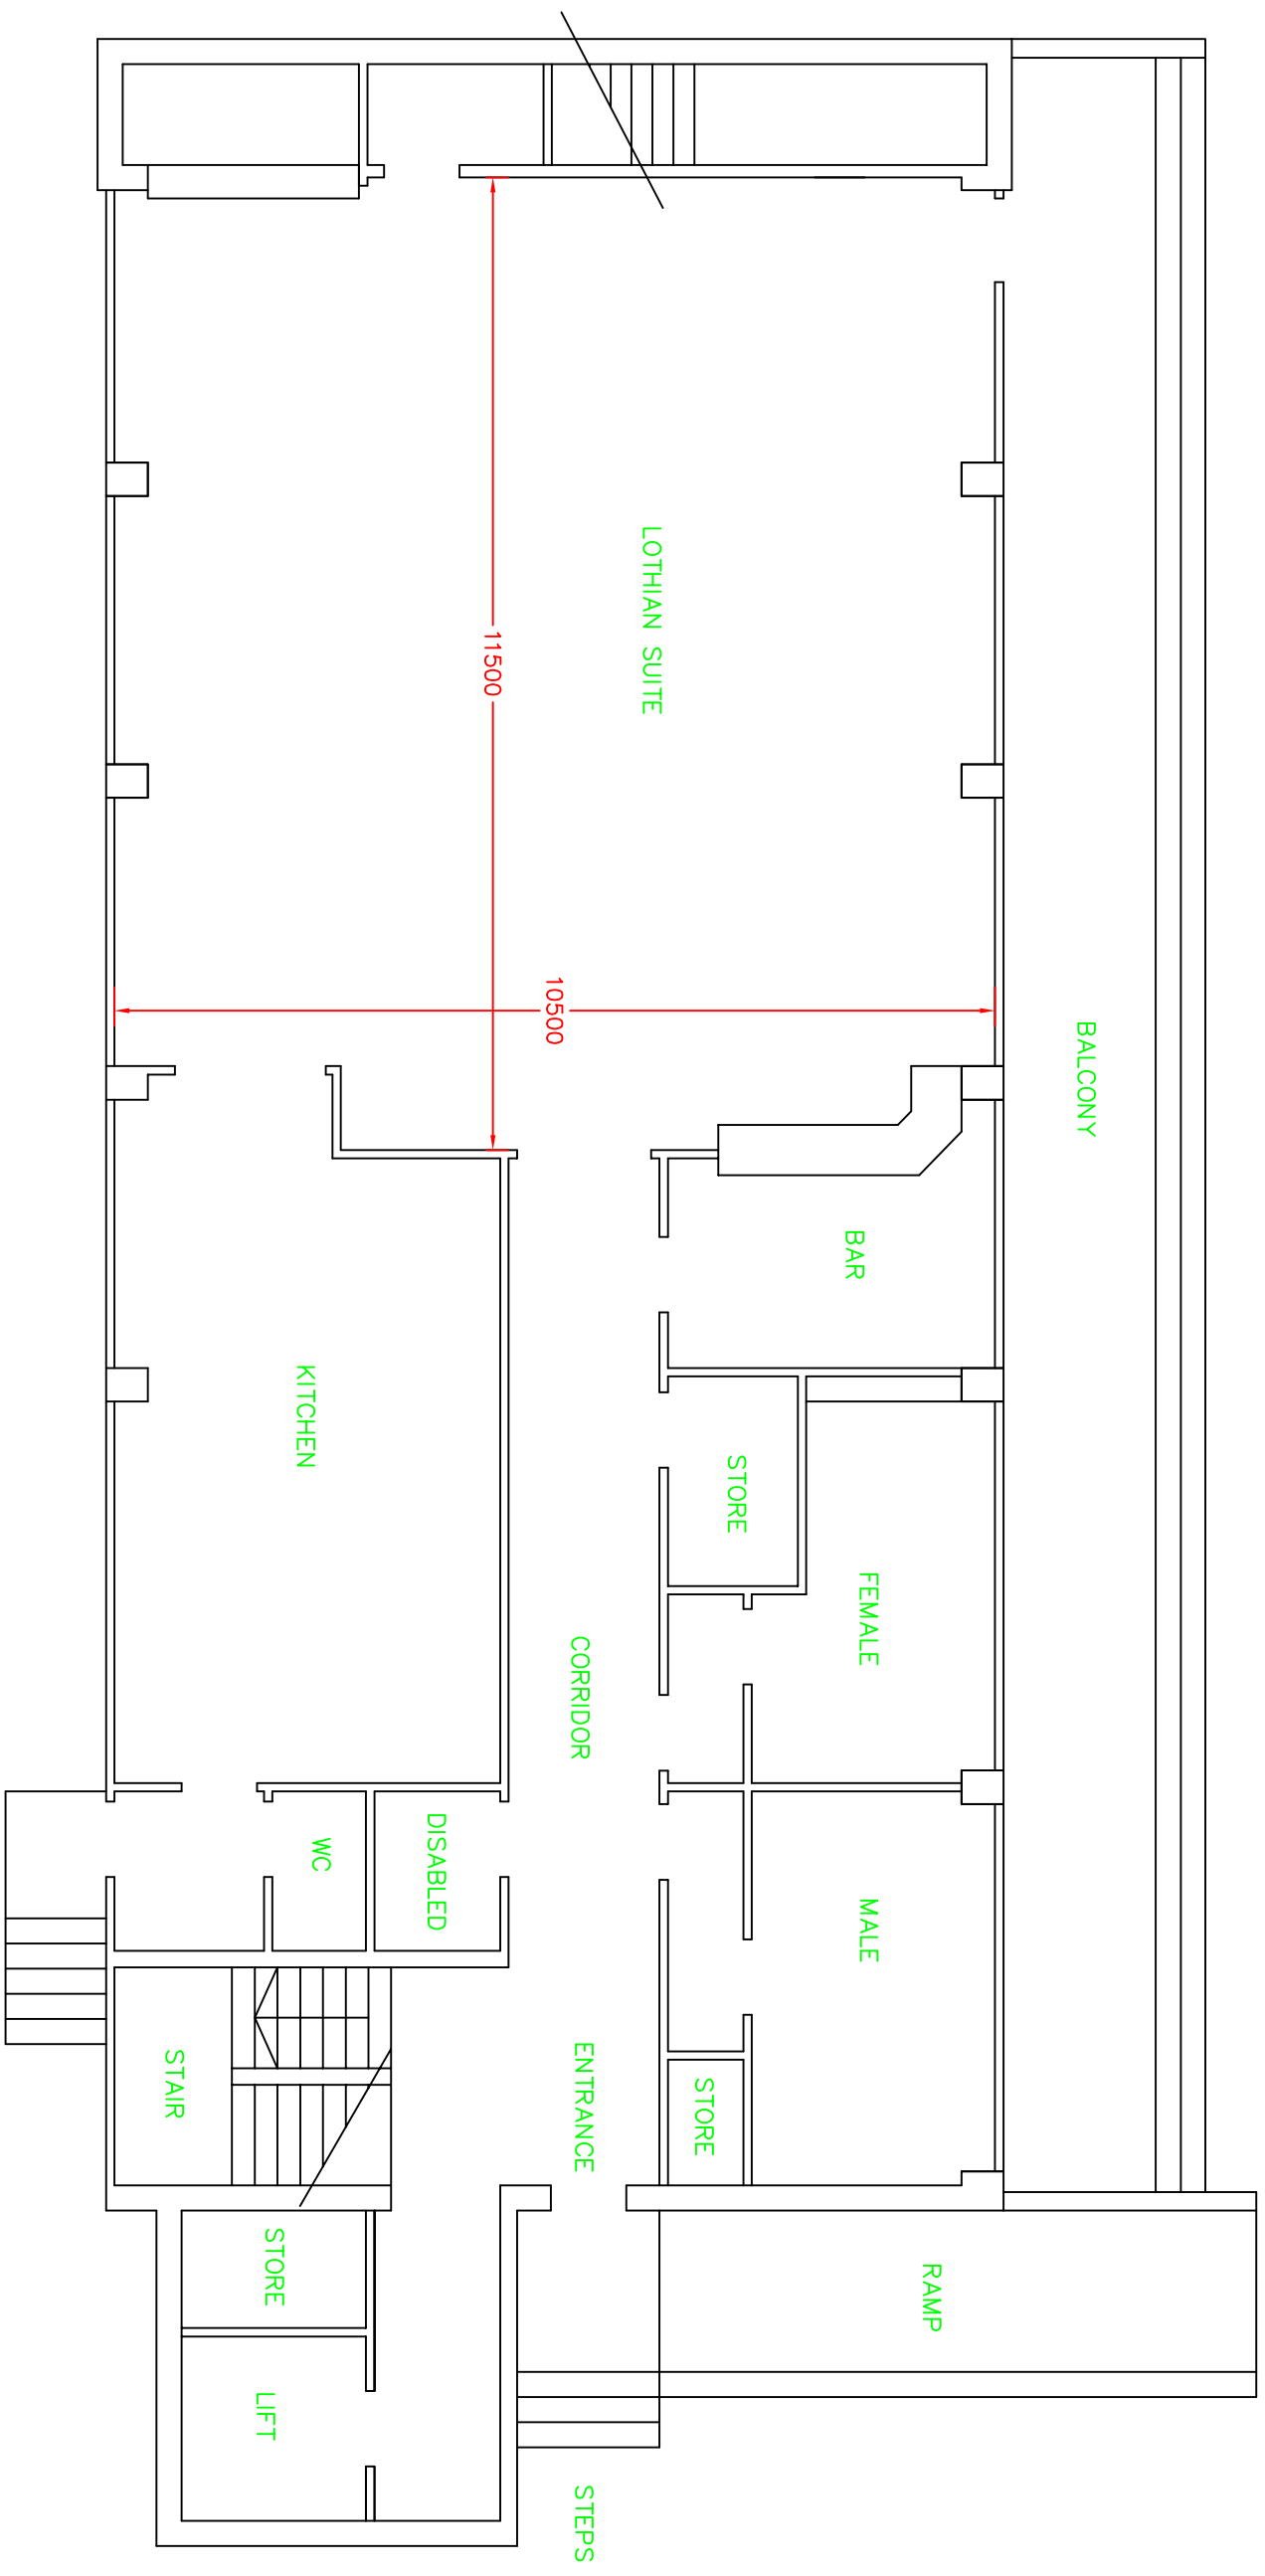 BALCONY
LOTHIAN SUITE
11500
10500
BAR
KITCHEN
STORE
FEMALE
CORRIDOR
MALE
DISABLED
WC
ENTRANCE
STORE
STAIR
RAMP
STORE
LIFT
STEPS